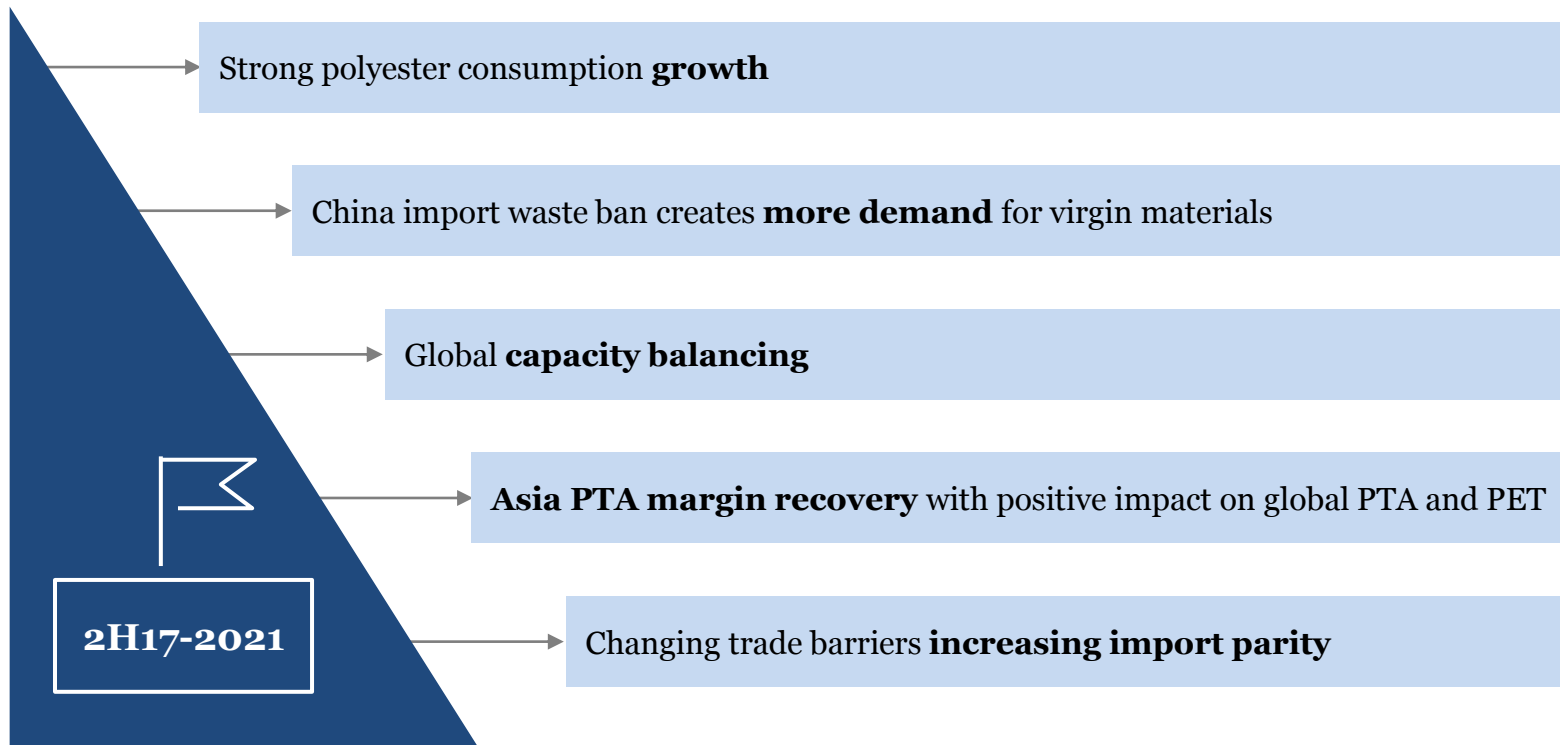 Strong polyester consumption growth
China import waste ban creates more demand for virgin materials
Global capacity balancing
Asia PTA margin recovery with positive impact on global PTA and PET
2H17-2021
Changing trade barriers increasing import parity